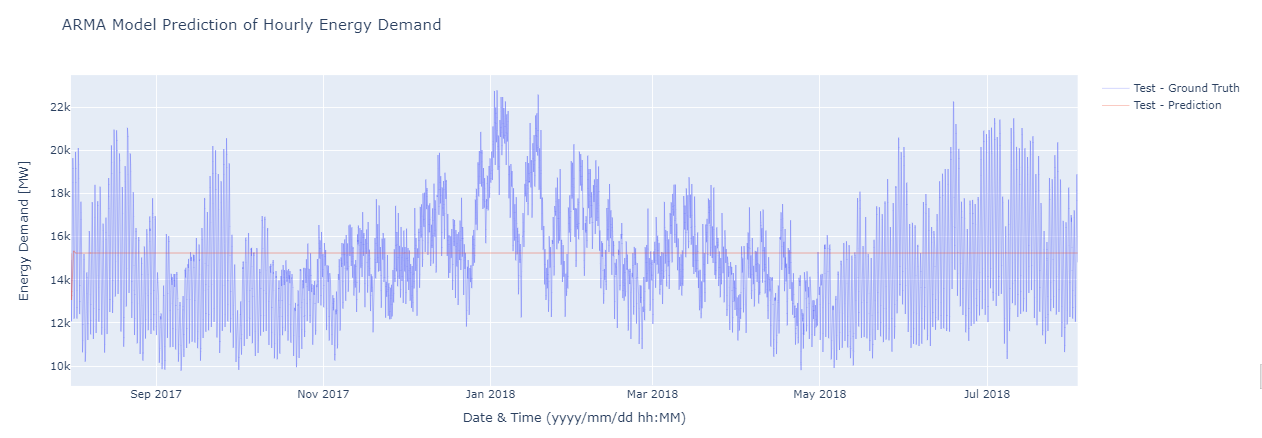 ARMA Model Prediction of Hourly Energy Demand
Test - Ground Truth
Test - Prediction
22k
20k
18k
16k
14k
12k
10k
Energy Demand [MW]
Sep 2017
Nov 2017
Jan 2018
Mar 2018
May 2018
Jul 2018
Date & Time (yyyy/mm/dd hh:MM)